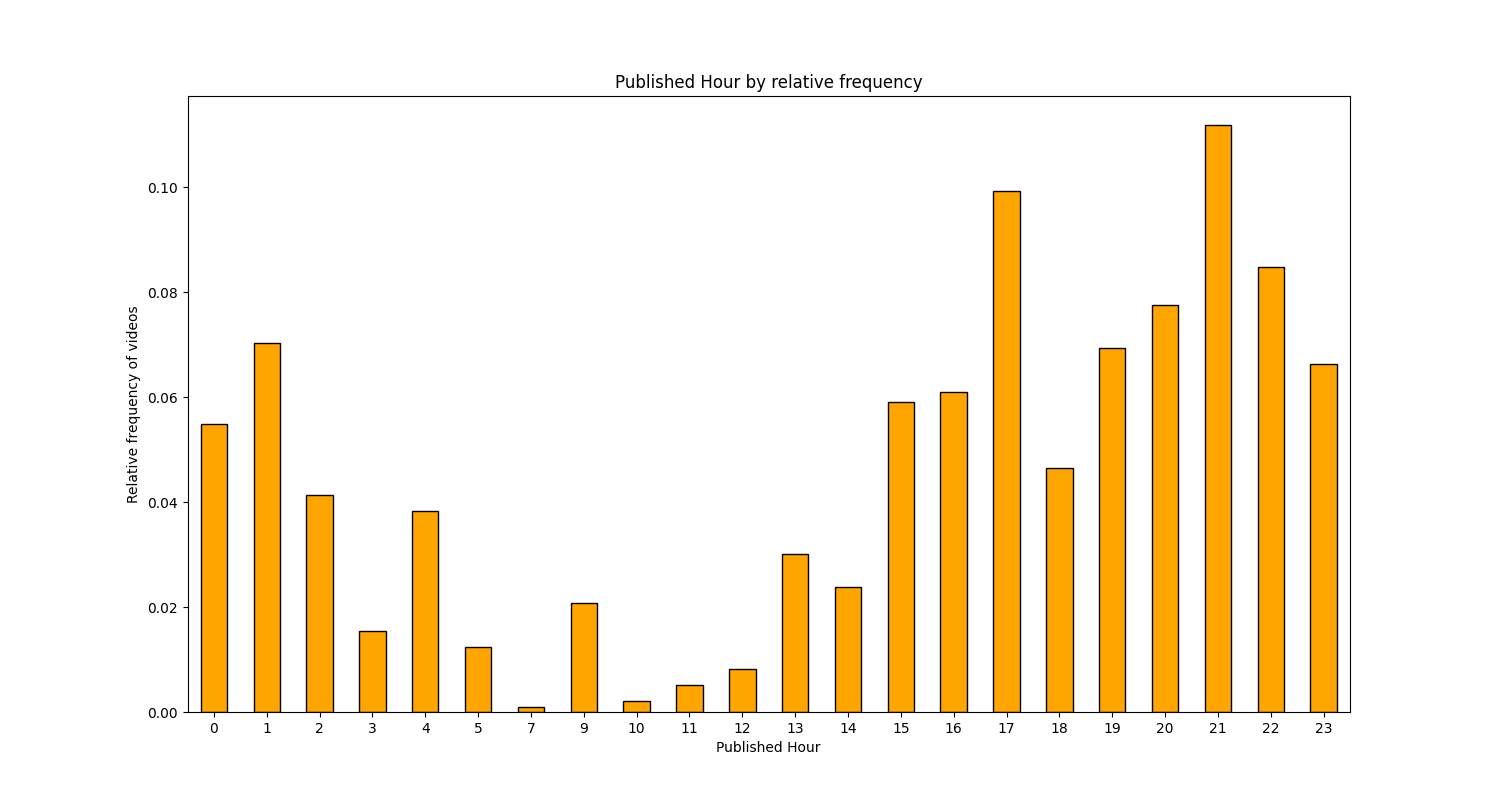 Published Hour by relative frequency
Relative frequency of videos
0.10
0.08
0.06
0.04
0.02
0.00
0 1 2 3 4 5 7 9 10 11 12 13 14 15 16 17 18 19 20 21 22 23
Published Hour